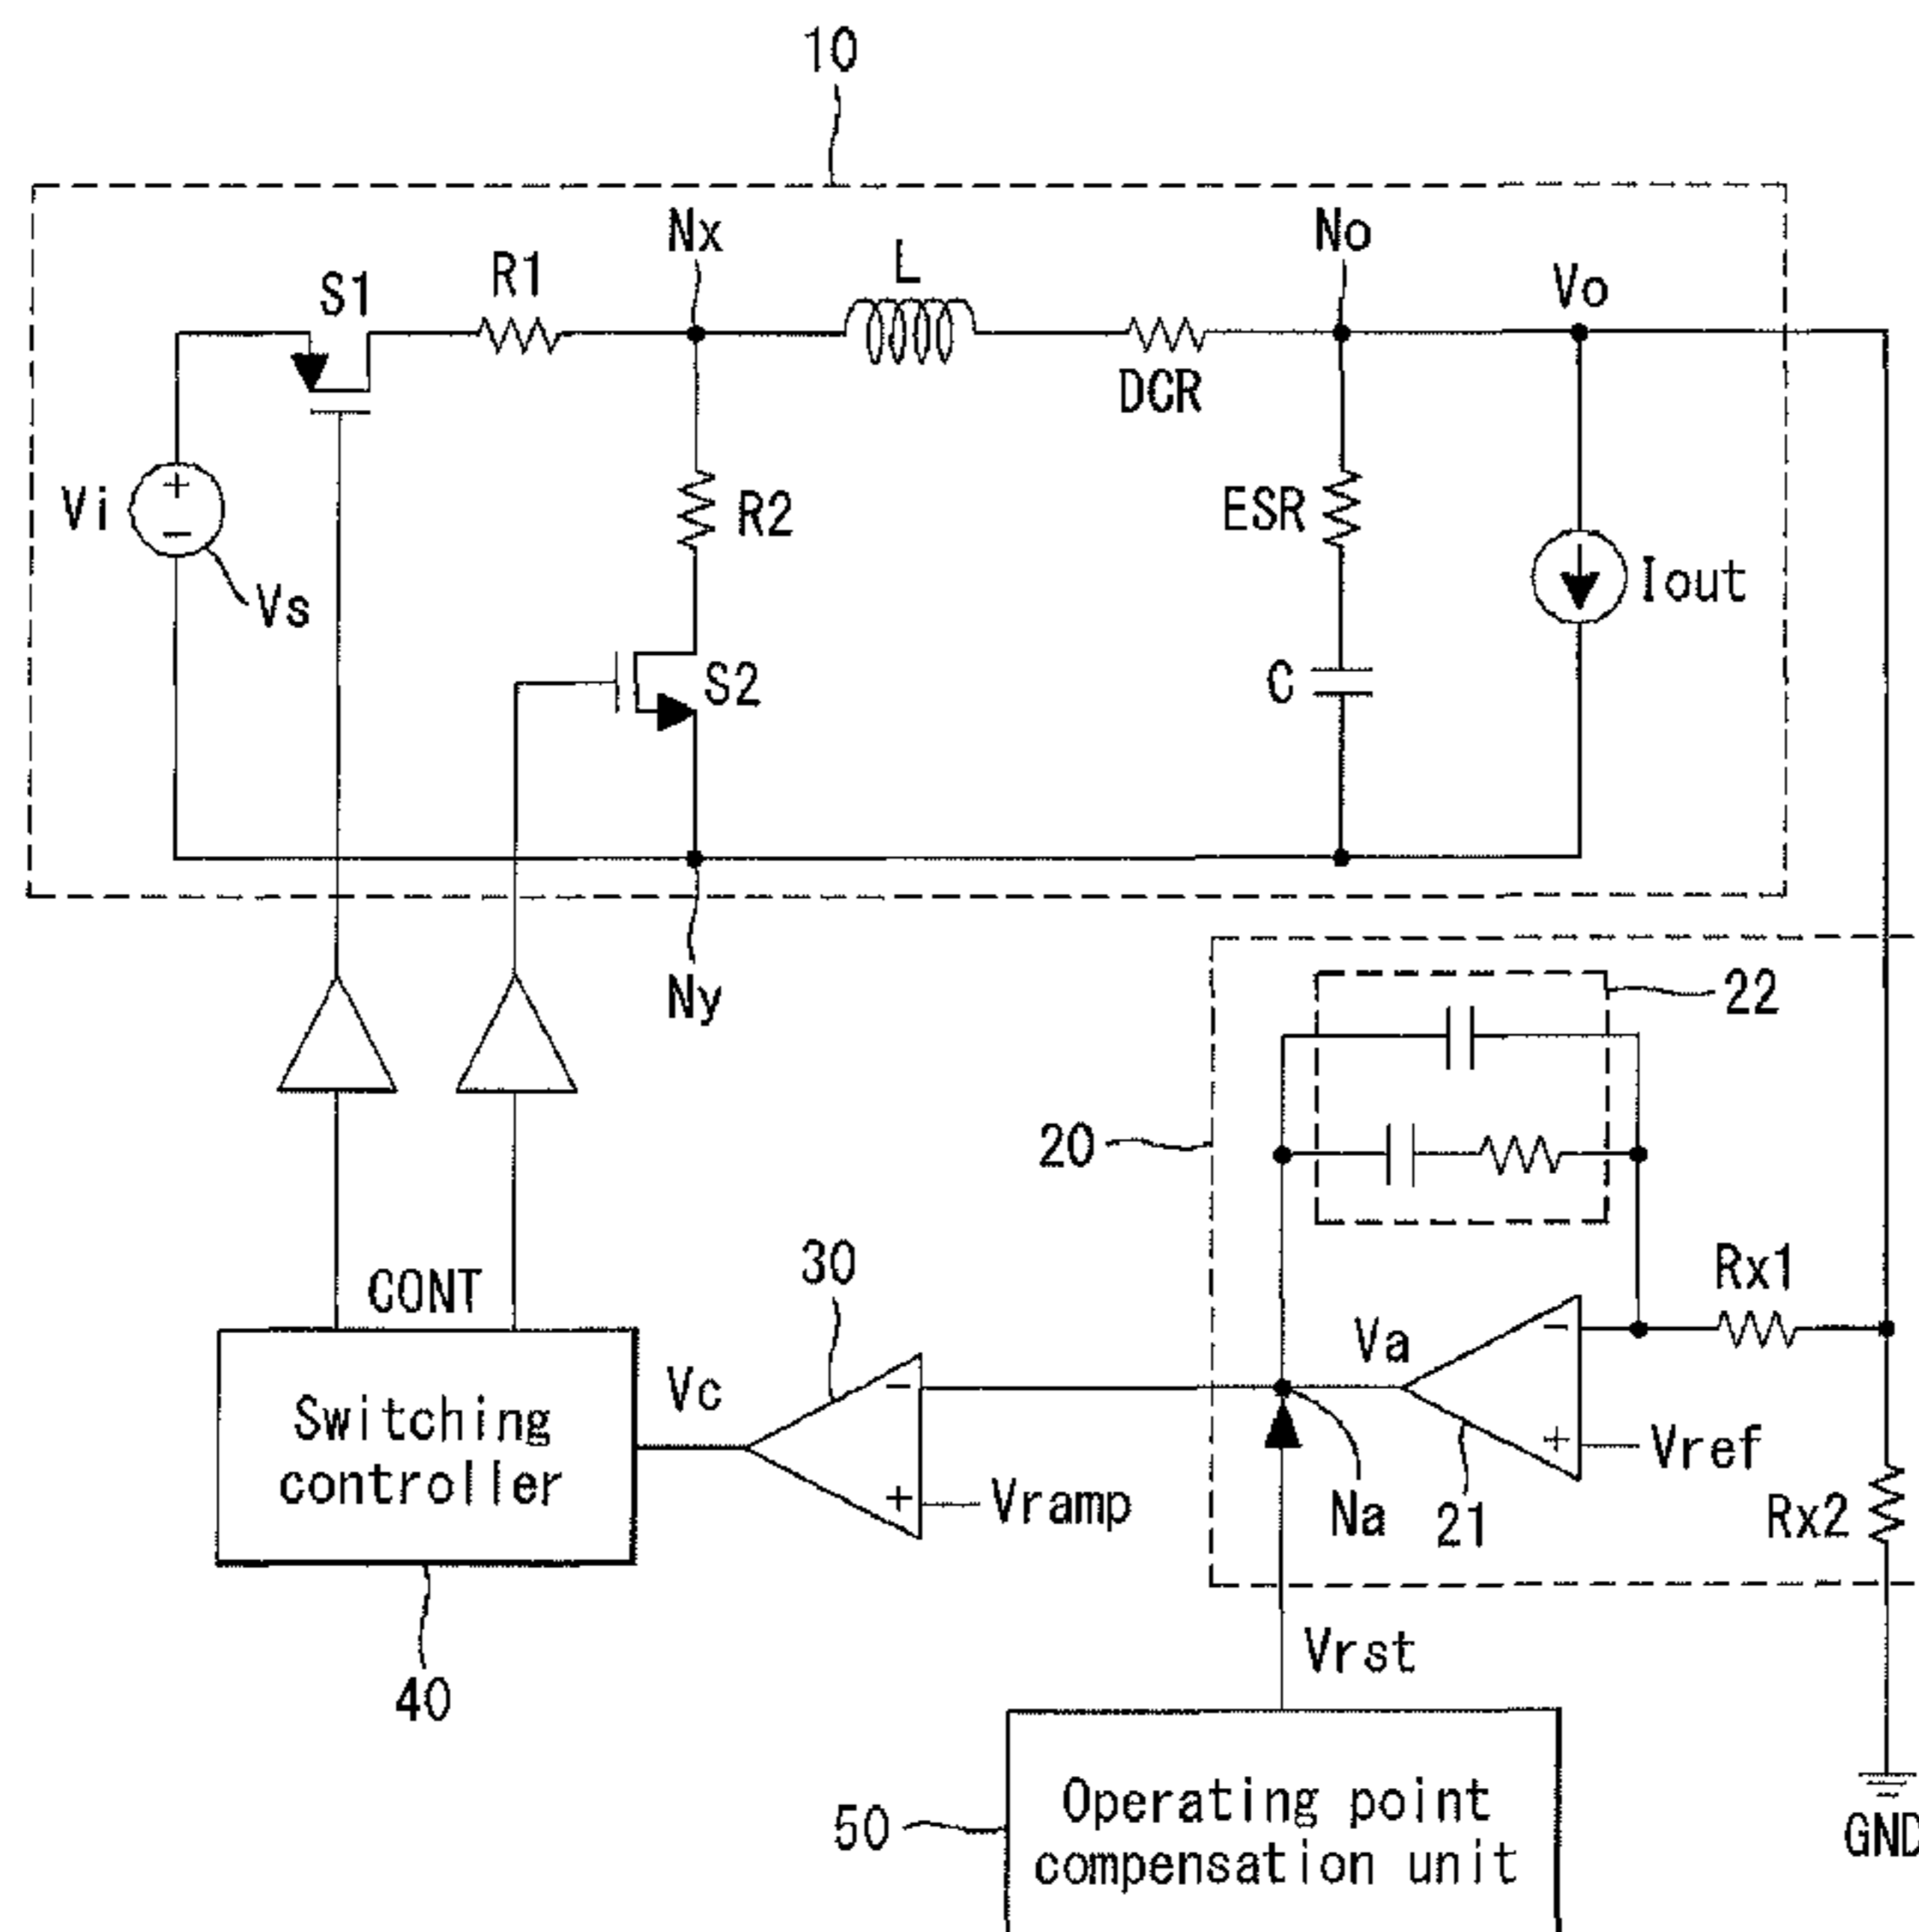 10
Nx
No
S1
R1
L
Vo
DCR
Vi
+
−
Vs
R2
ESR
Iout
S2
C
Ny
22
20
CONT
30
Rx1
Va
−
Vc
−
Switching
controller
+
Vref
+
Vramp
Na
21
Rx2
40
Vrst
50
Operating point
compensation unit
GND